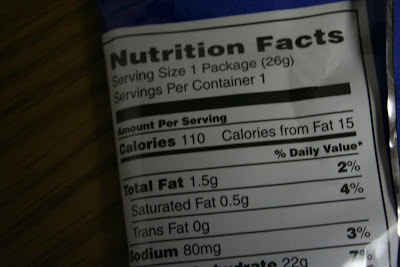 Nutrition Facts
Serving Size 1 Package (26g)
Servings Per Container 1
Amount Per Serving
Calories 110 Calories from Fat 15
% Daily Value*
Total Fat 1.5g 2%
Saturated Fat 0.5g 4%
Trans Fat 0g
Sodium 80mg 3%
22g 7%